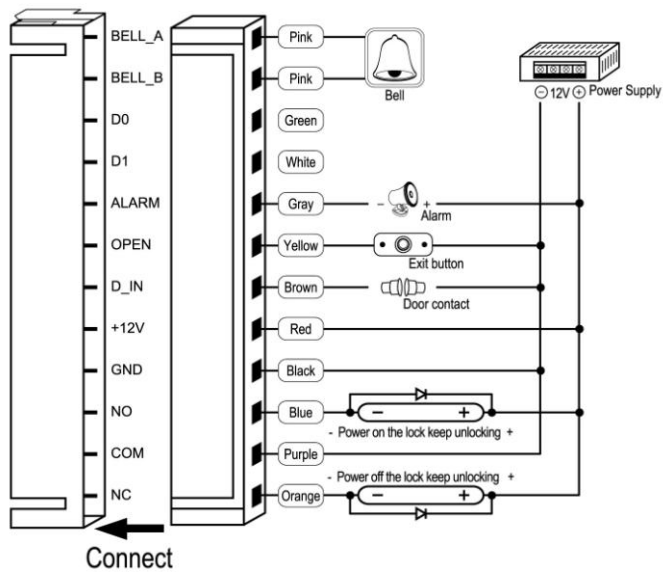 BELL_A Pink
BELL_B Pink
Bell
⊖ 12V ⊕ Power Supply
D0 Green
D1 White
ALARM Gray - +
Alarm
OPEN Yellow
Exit button
D_IN Brown
Door contact
+12V Red
GND Black
NO Blue − +
- Power on the lock keep unlocking +
COM Purple
- Power off the lock keep unlocking +
NC Orange − +
Connect